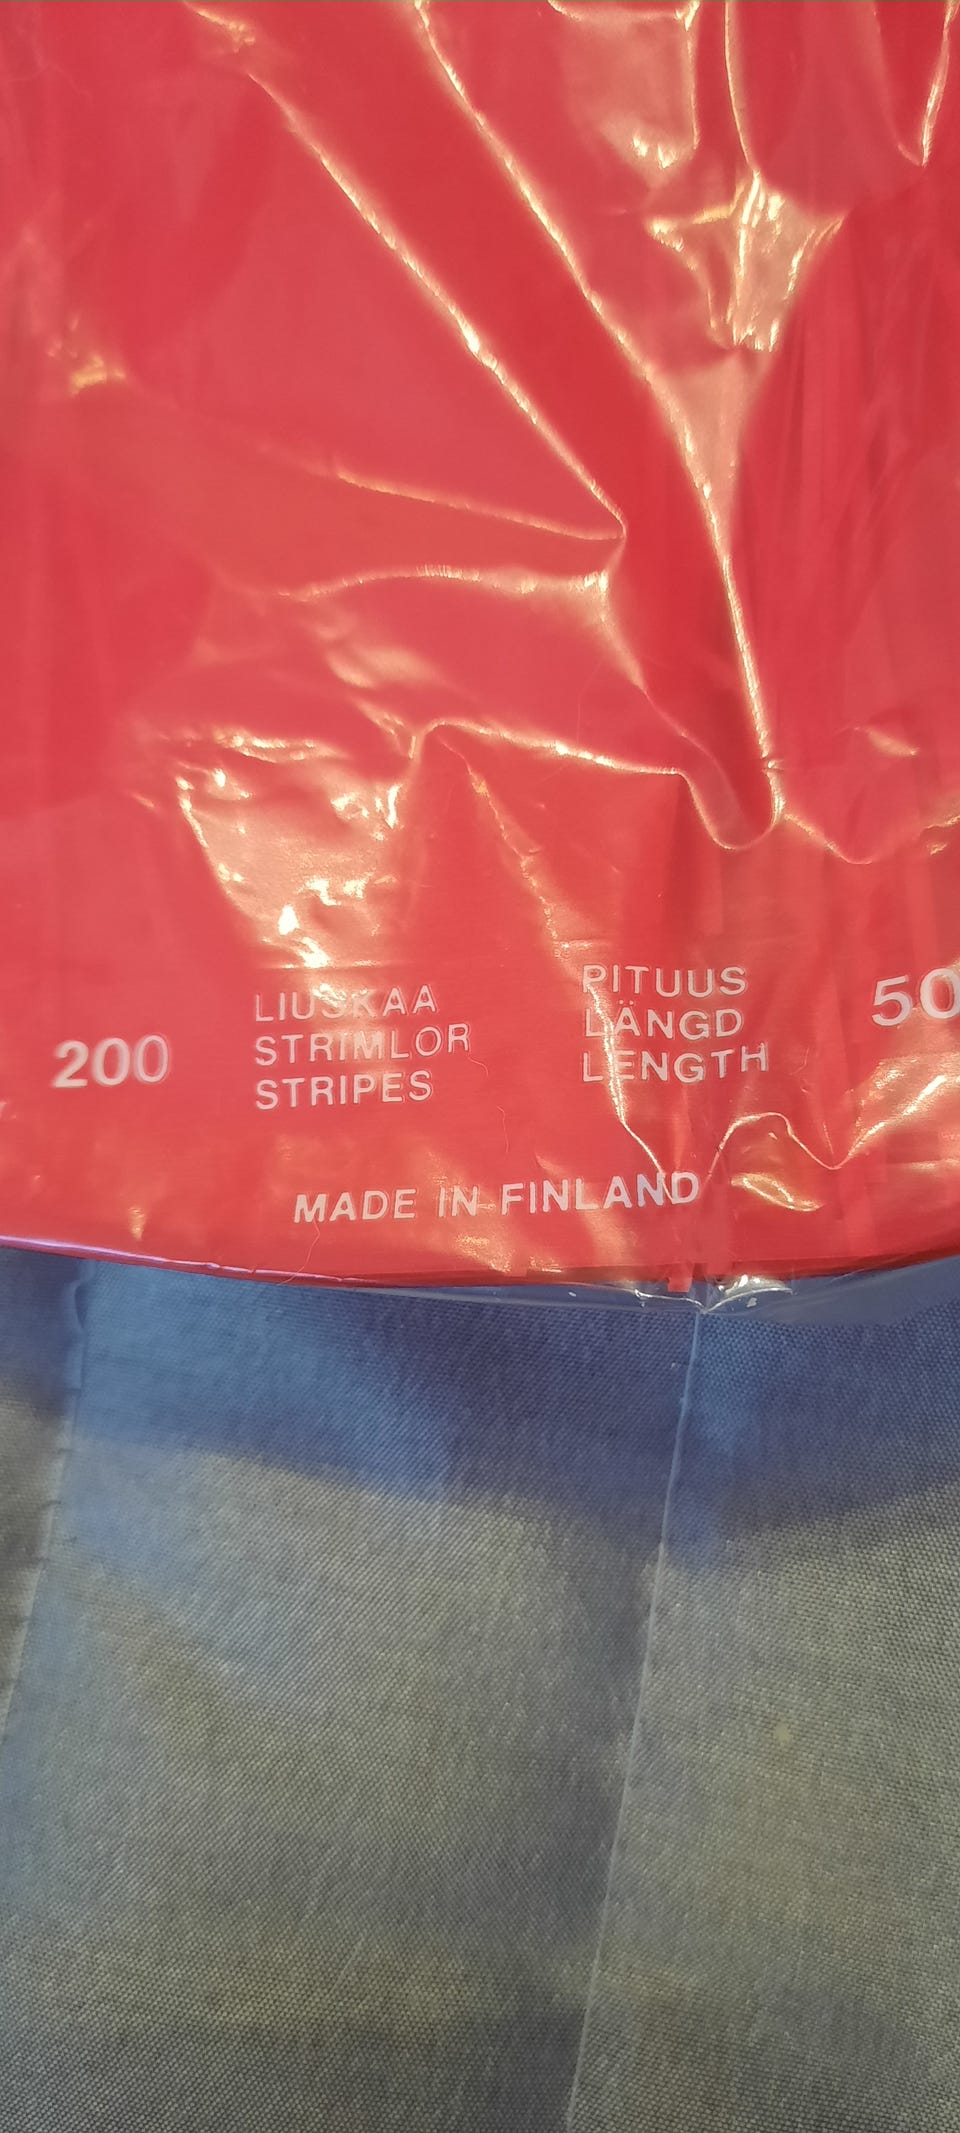 200
LIUSKAA
STRIMLOR
STRIPES
PITUUS
LÄNGD
LENGTH
50
MADE IN FINLAND